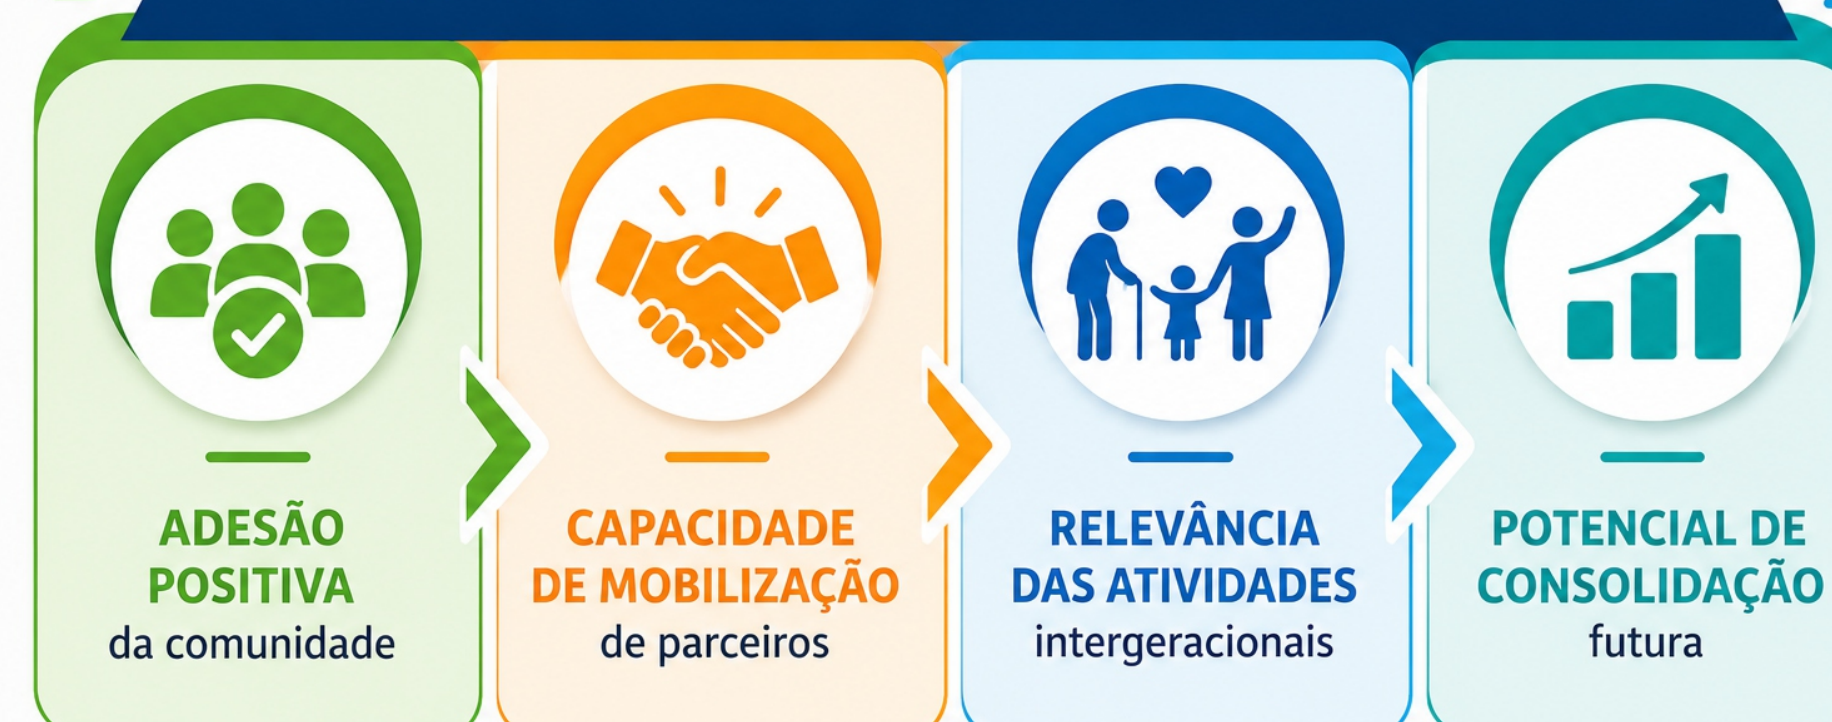 ADESÃO
POSITIVA
da comunidade
CAPACIDADE
DE MOBILIZAÇÃO
de parceiros
RELEVÂNCIA
DAS ATIVIDADES
intergeracionais
POTENCIAL DE
CONSOLIDAÇÃO
futura